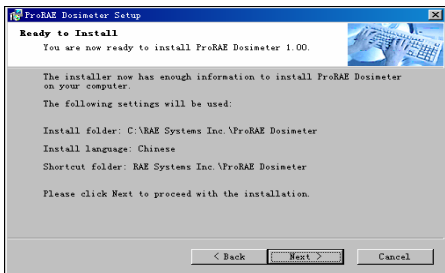 ProRAE Dosimeter Setup
Ready to Install
You are now ready to install ProRAE Dosimeter 1.00.
The installer now has enough information to install ProRAE Dosimeter
on your computer.
The following settings will be used:
Install folder: C:\RAE Systems Inc.\ProRAE Dosimeter
Install language: Chinese
Shortcut folder: RAE Systems Inc.\ProRAE Dosimeter
Please click Next to proceed with the installation.
< Back
Next >
Cancel